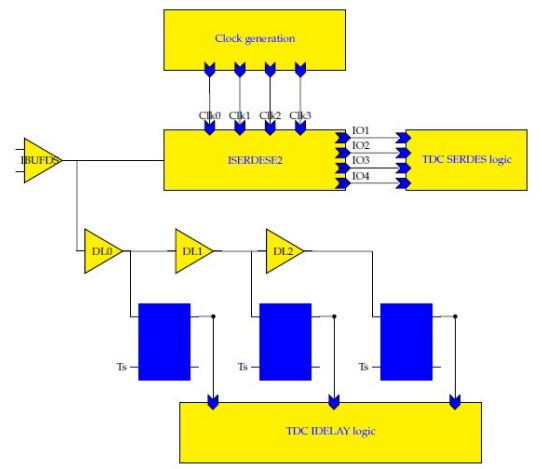 Clock generation
Clk0 Clk1 Clk2 Clk3
IO1
IO2
IBUFDS ISERDESE2 IO3 TDC SERDES logic
IO4
DL0 DL1 DL2
Ts Ts Ts
TDC IDELAY logic